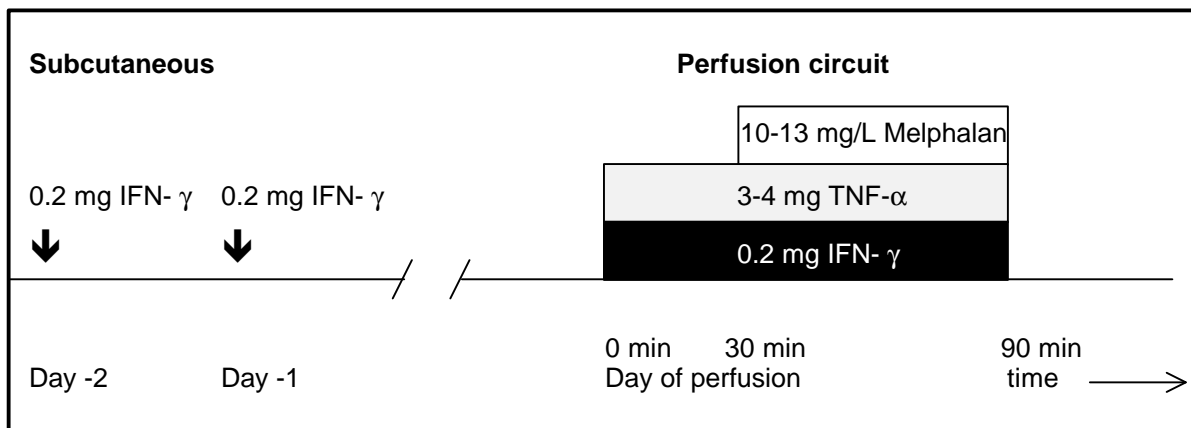 Subcutaneous Perfusion circuit
10-13 mg/L Melphalan
0.2 mg IFN- γ 0.2 mg IFN- γ 3-4 mg TNF-α
0.2 mg IFN- γ
0 min 30 min 90 min
Day -2 Day -1 Day of perfusion time